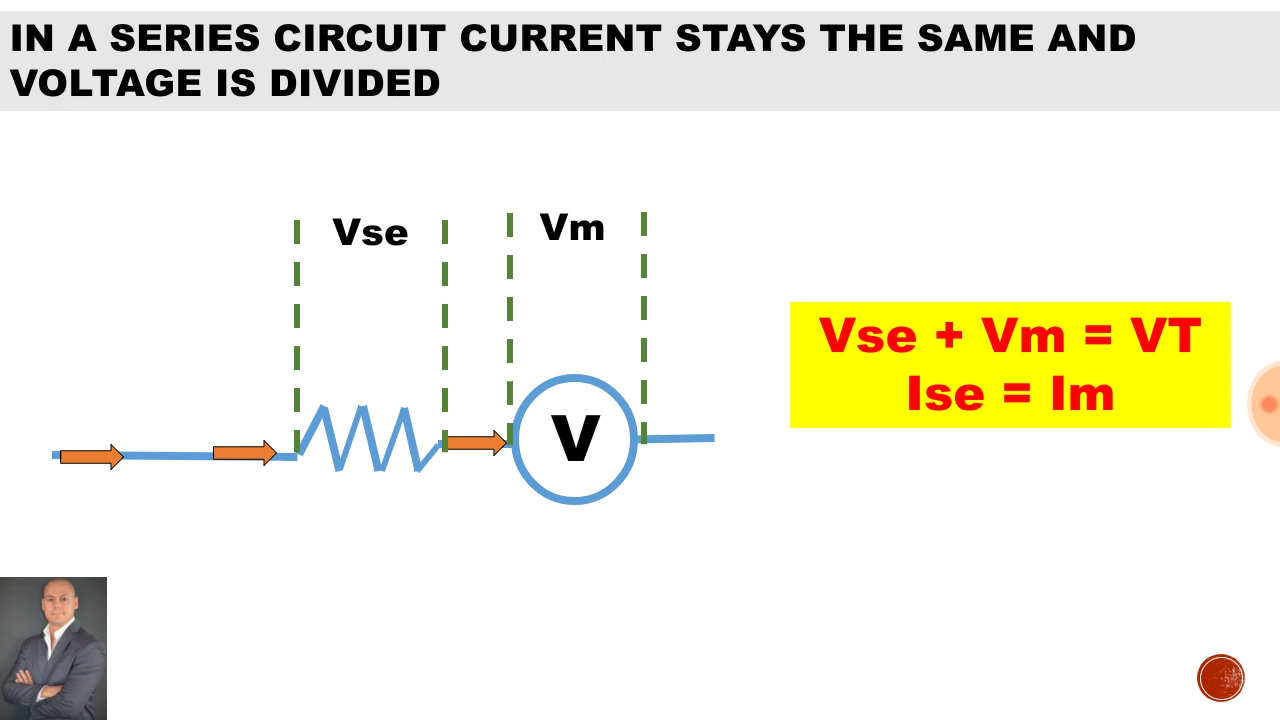 IN A SERIES CIRCUIT CURRENT STAYS THE SAME AND
VOLTAGE IS DIVIDED
Vse
Vm
V
Vse + Vm = VT
Ise = Im